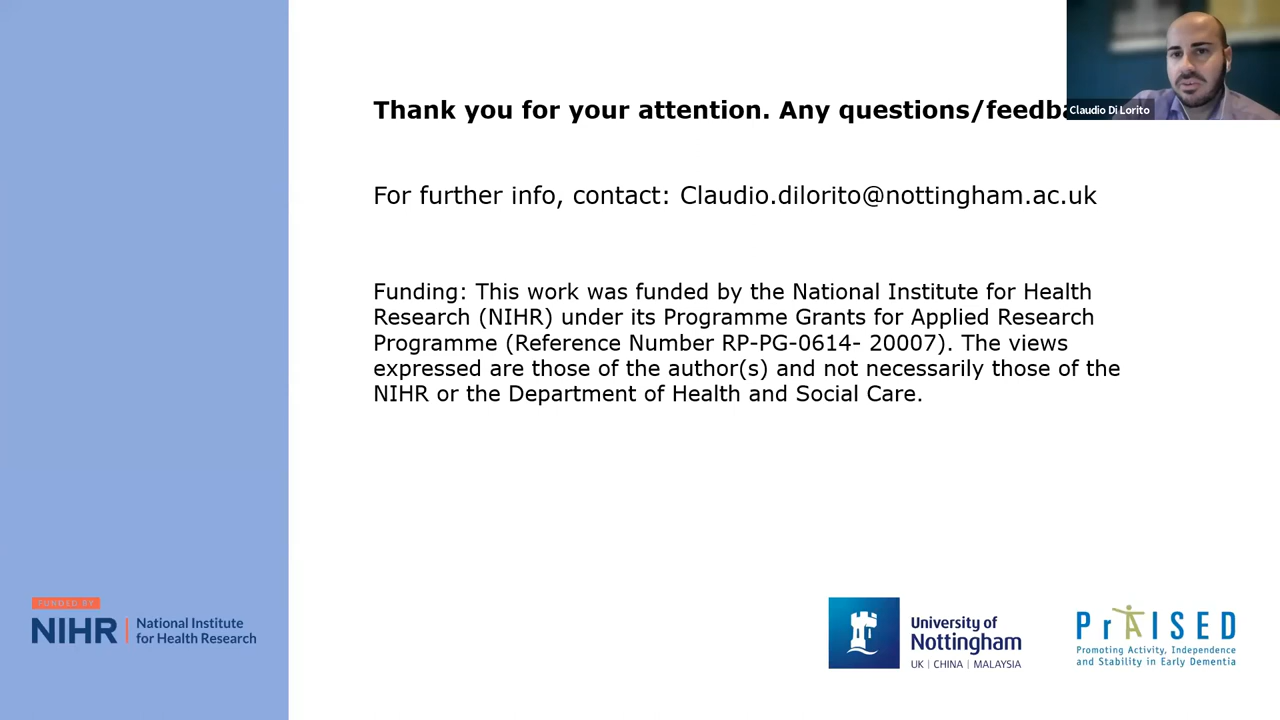 Thank you for your attention. Any questions/feedba
Claudio Di Lorito
For further info, contact: Claudio.dilorito@nottingham.ac.uk
Funding: This work was funded by the National Institute for Health
Research (NIHR) under its Programme Grants for Applied Research
Programme (Reference Number RP-PG-0614- 20007). The views
expressed are those of the author(s) and not necessarily those of the
NIHR or the Department of Health and Social Care.
FUNDED BY
NIHR | National Institute
for Health Research
University of
Nottingham
UK | CHINA | MALAYSIA
PrAISED
Promoting Activity, Independence
and Stability in Early Dementia